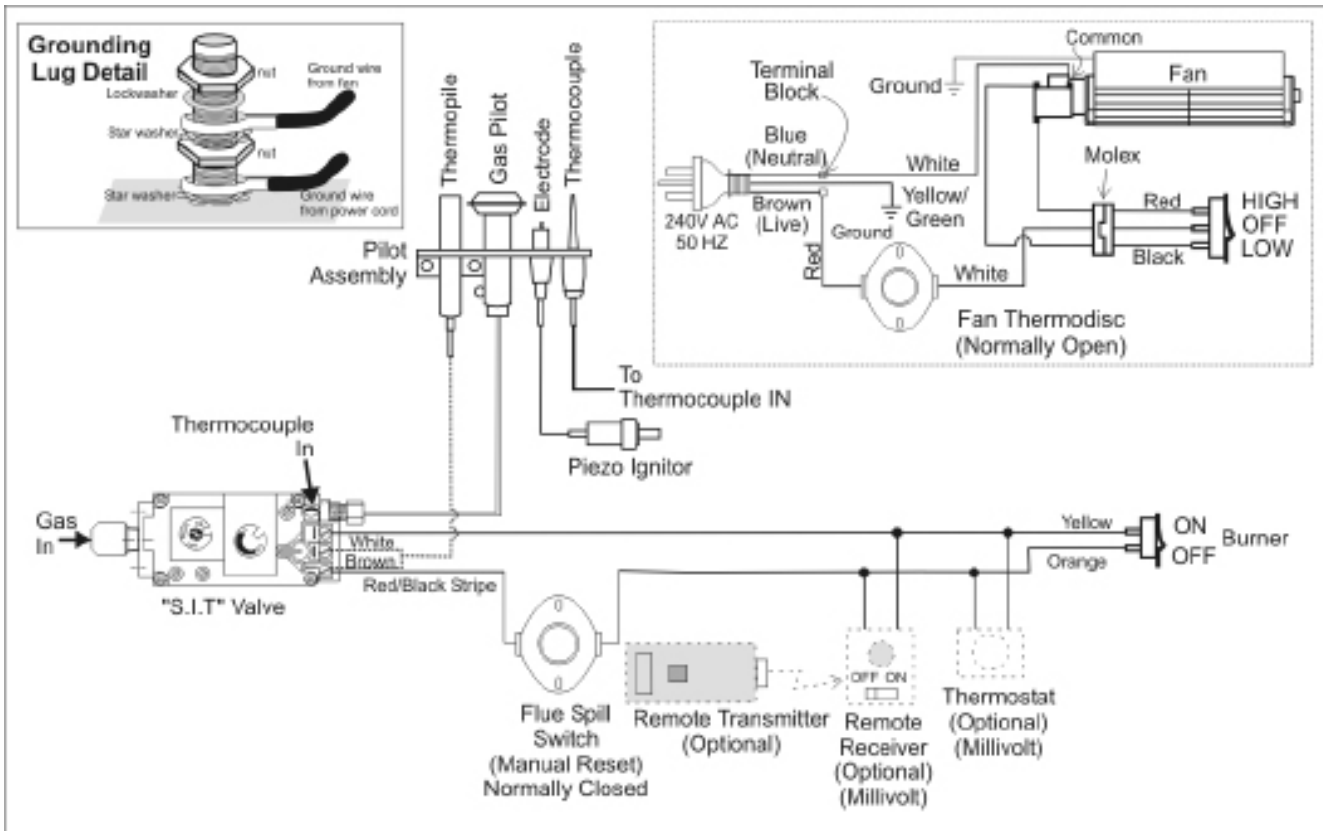 Grounding
Lug Detail
nut
Ground wire
from fan
Lockwasher
Star washer
nut
Star washer
Ground wire
from power cord
Thermopile
Gas Pilot
Electrode
Thermocouple
Pilot
Assembly
To
Thermocouple IN
Piezo Ignitor
Common
Fan
Terminal
Block
Ground
Blue
(Neutral)
White
Molex
Yellow/
Green
Brown
(Live)
240V AC
50 HZ
Ground
Red
White
Red
Black
HIGH
OFF
LOW
Fan Thermodisc
(Normally Open)
Thermocouple
In
Gas
In
White
Brown
Red/Black Stripe
"S.I.T" Valve
Yellow
Orange
ON
OFF
Burner
OFF ON
Flue Spill
Switch
(Manual Reset)
Normally Closed
Remote Transmitter
(Optional)
Remote
Receiver
(Optional)
(Millivolt)
Thermostat
(Optional)
(Millivolt)